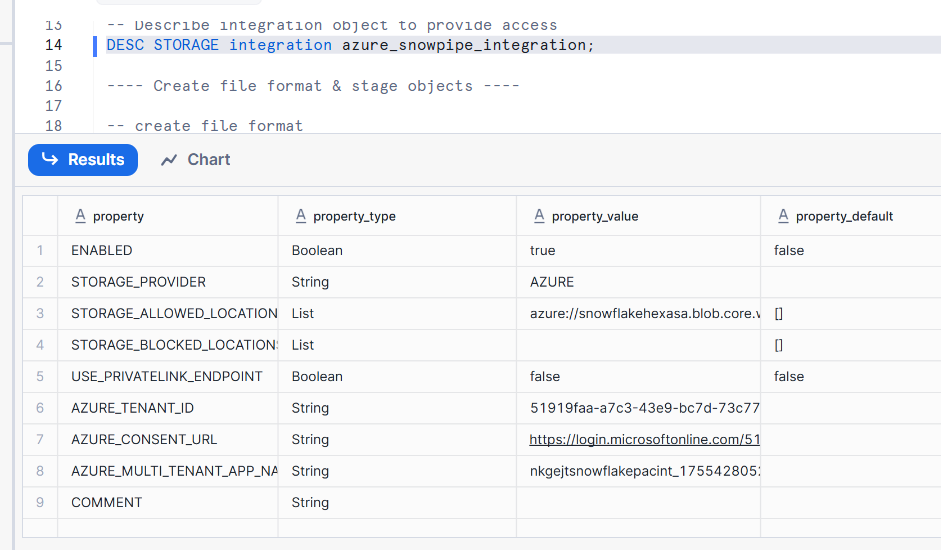 13 -- Describe integration object to provide access
14 DESC STORAGE integration azure_snowpipe_integration;
15
16 ---- Create file format & stage objects ----
17
18 -- create file format
Results Chart
A property A property_type A property_value A property_default
1 ENABLED Boolean true false
2 STORAGE_PROVIDER String AZURE
3 STORAGE_ALLOWED_LOCATION List azure://snowflakehexasa.blob.core.w []
4 STORAGE_BLOCKED_LOCATIONS List []
5 USE_PRIVATELINK_ENDPOINT Boolean false false
6 AZURE_TENANT_ID String 51919faa-a7c3-43e9-bc7d-73c77
7 AZURE_CONSENT_URL String https://login.microsoftonline.com/51
8 AZURE_MULTI_TENANT_APP_NA String nkgejtsnowflakepacint_1755428052
9 COMMENT String